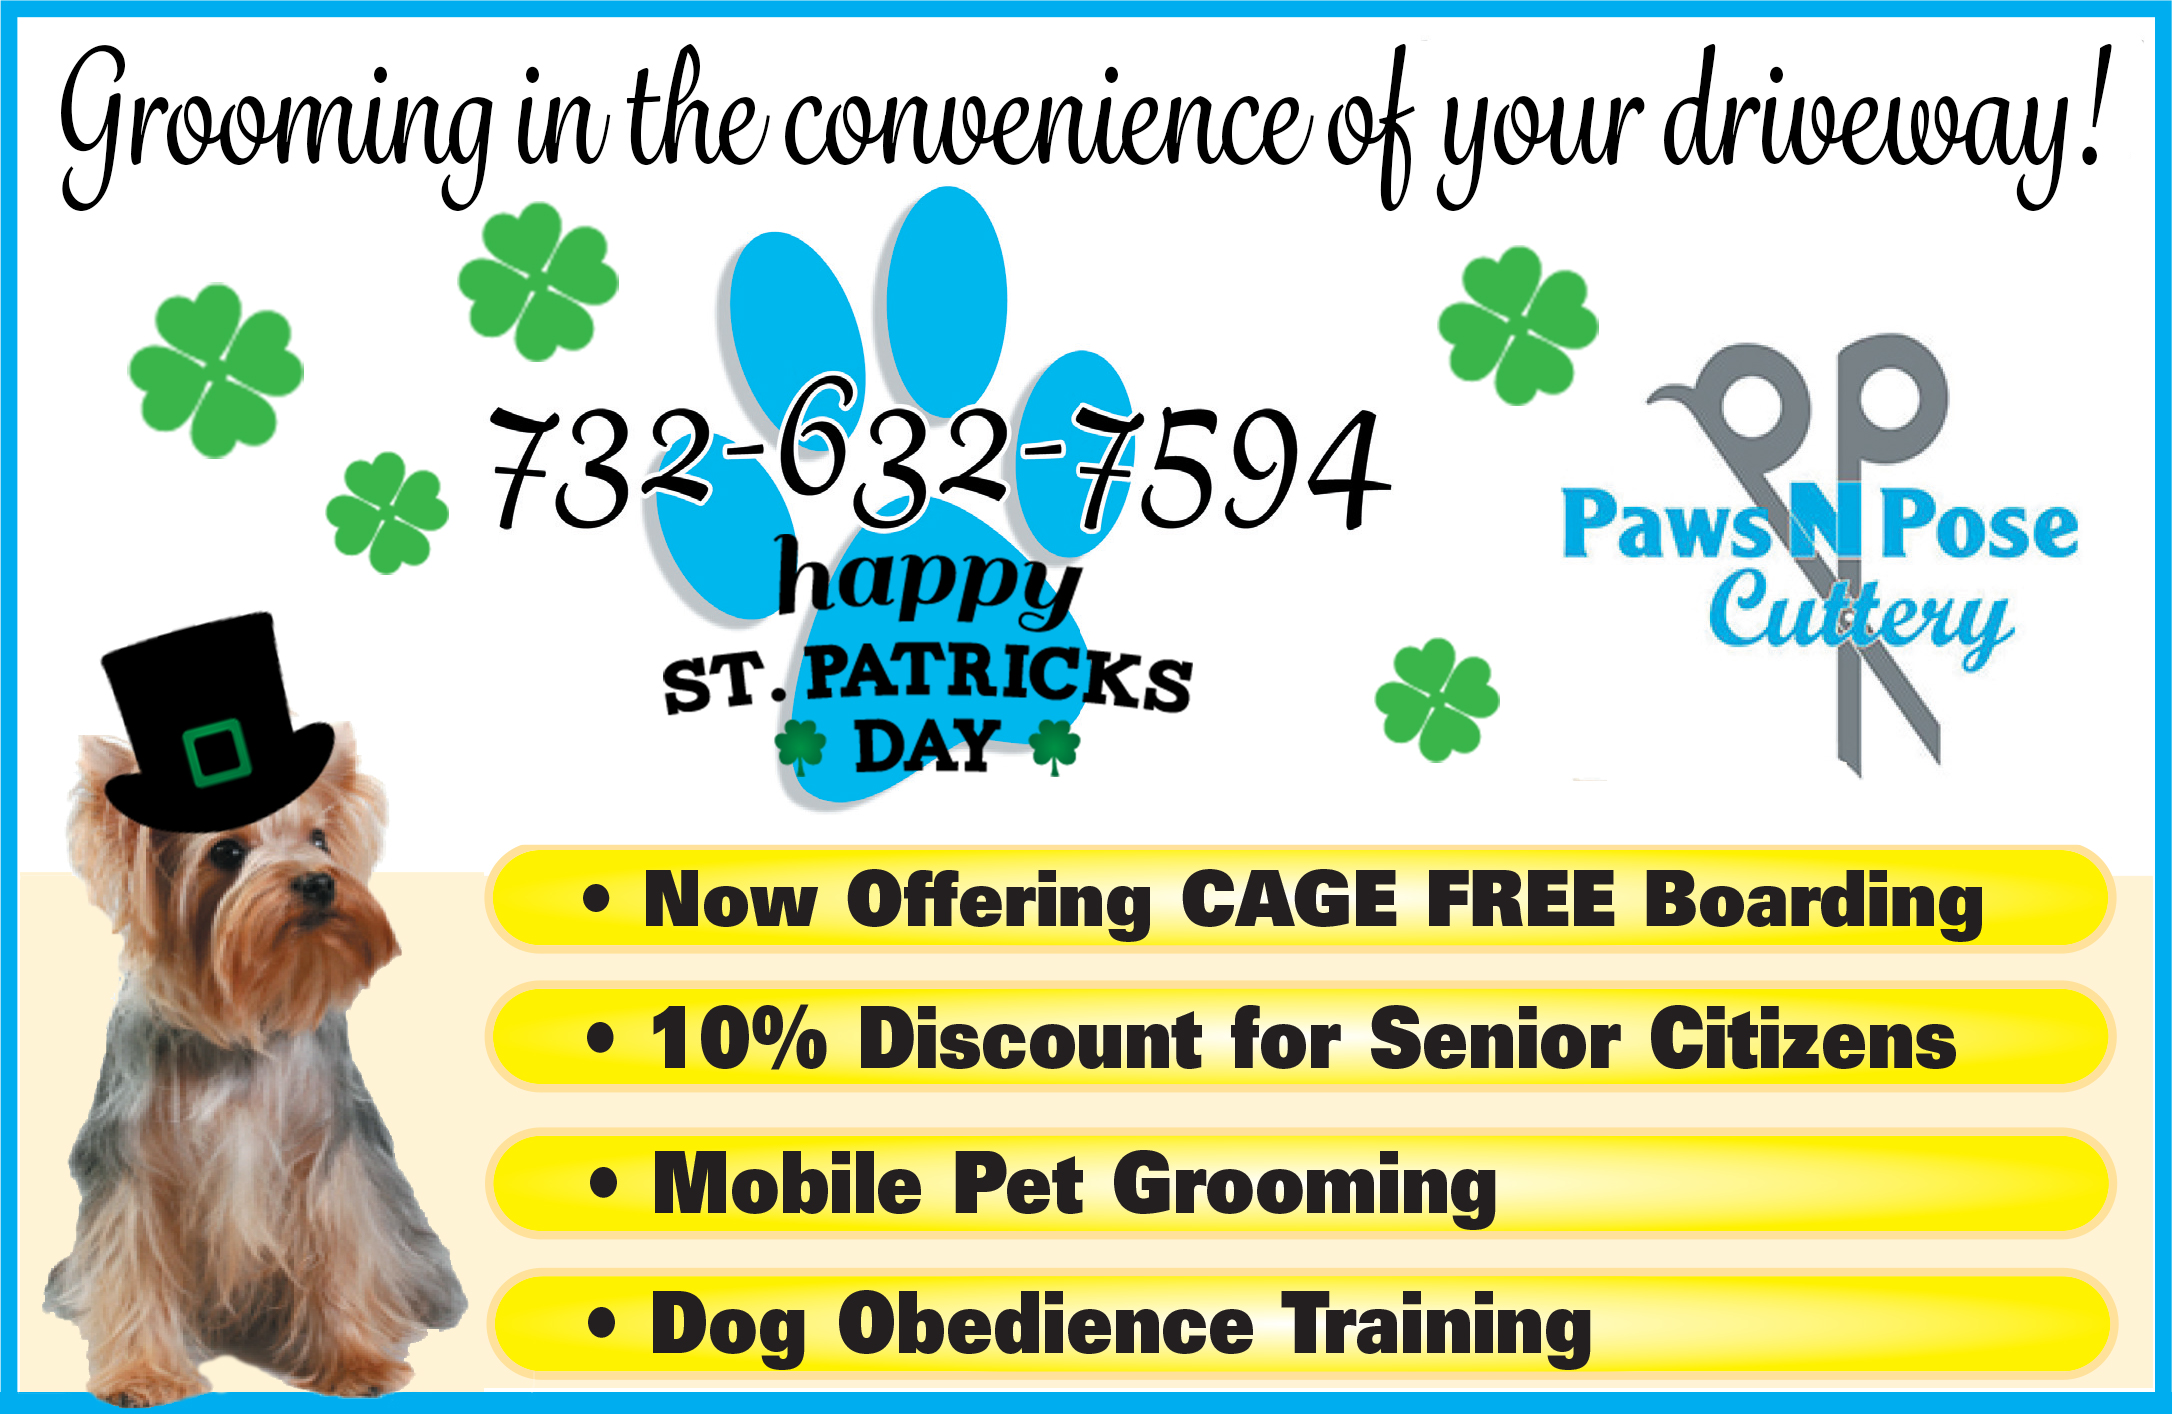 Grooming in the convenience of your driveway!
732-632-7594
happy
ST. PATRICKS
DAY
Paws N Pose
Cuttery
• Now Offering CAGE FREE Boarding
• 10% Discount for Senior Citizens
• Mobile Pet Grooming
• Dog Obedience Training